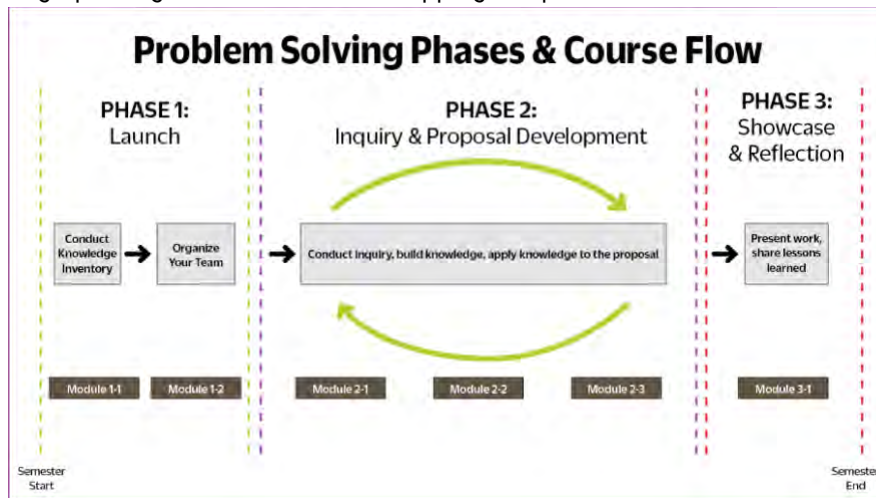 Problem Solving Phases & Course Flow
PHASE 1:
Launch
PHASE 2:
Inquiry & Proposal Development
PHASE 3:
Showcase
& Reflection
Conduct
Knowledge
Inventory
Organize
Your Team
Conduct inquiry, build knowledge, apply knowledge to the proposal
Present work,
share lessons
learned
Module 1-1
Module 1-2
Module 2-1
Module 2-2
Module 2-3
Module 3-1
Semester
Start
Semester
End